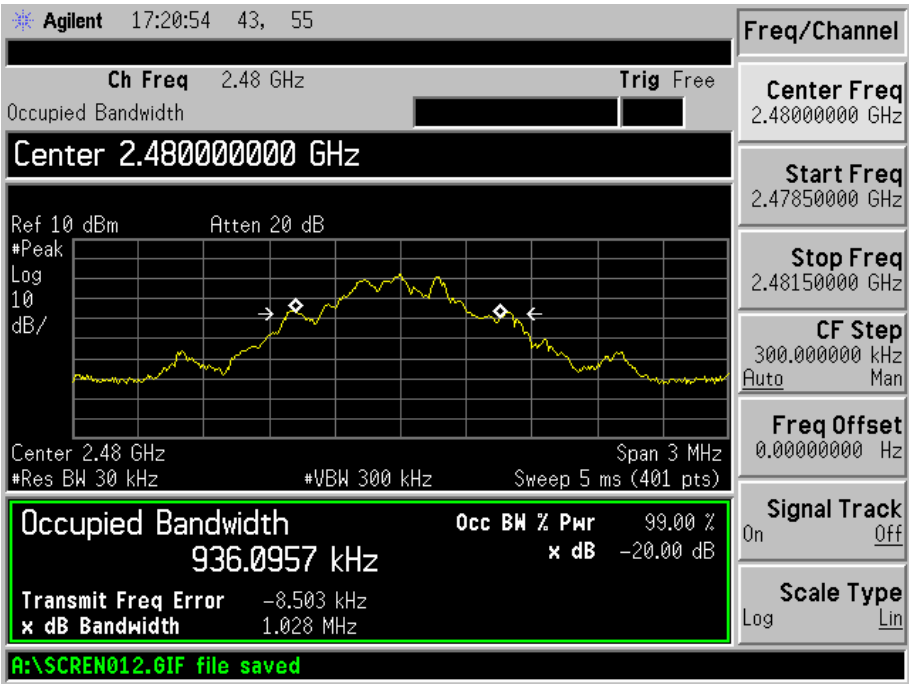 Agilent 17:20:54 43, 55
Ch Freq 2.48 GHz Trig Free
Occupied Bandwidth
Center 2.480000000 GHz
Ref 10 dBm Atten 20 dB
#Peak
Log
10
dB/
Center 2.48 GHz Span 3 MHz
#Res BW 30 kHz #VBW 300 kHz Sweep 5 ms (401 pts)
Occupied Bandwidth Occ BW % Pwr 99.00 %
936.0957 kHz x dB -20.00 dB
Transmit Freq Error -8.503 kHz
x dB Bandwidth 1.028 MHz
A:\SCREN012.GIF file saved
Freq/Channel
Center Freq
2.48000000 GHz
Start Freq
2.47850000 GHz
Stop Freq
2.48150000 GHz
CF Step
300.000000 kHz
Auto Man
Freq Offset
0.00000000 Hz
Signal Track
On Off
Scale Type
Log Lin